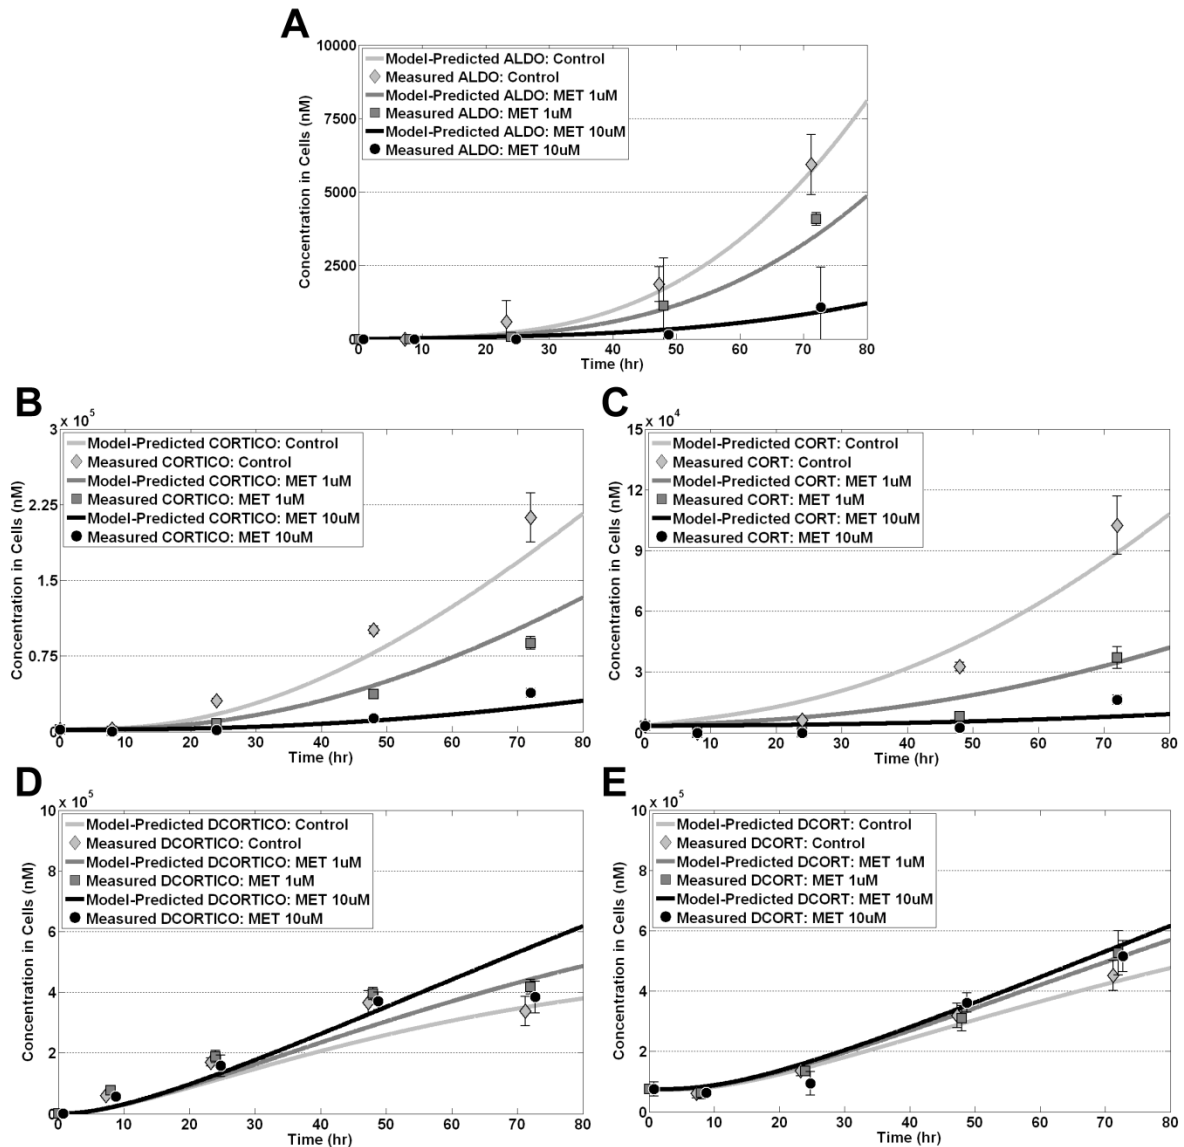 A
10000
7500
5000
2500
0
Concentration in Cells (nM)
Model-Predicted ALDO: Control
Measured ALDO: Control
Model-Predicted ALDO: MET 1uM
Measured ALDO: MET 1uM
Model-Predicted ALDO: MET 10uM
Measured ALDO: MET 10uM
0 10 20 30 40 50 60 70 80
Time (hr)
B
x 10^5
3
2.25
1.5
0.75
0
Concentration in Cells (nM)
Model-Predicted CORTICO: Control
Measured CORTICO: Control
Model-Predicted CORTICO: MET 1uM
Measured CORTICO: MET 1uM
Model-Predicted CORTICO: MET 10uM
Measured CORTICO: MET 10uM
0 10 20 30 40 50 60 70 80
Time (hr)
C
x 10^4
15
12
9
6
3
0
Concentration in Cells (nM)
Model-Predicted CORT: Control
Measured CORT: Control
Model-Predicted CORT: MET 1uM
Measured CORT: MET 1uM
Model-Predicted CORT: MET 10uM
Measured CORT: MET 10uM
0 10 20 30 40 50 60 70 80
Time (hr)
D
x 10^5
10
8
6
4
2
0
Concentration in Cells (nM)
Model-Predicted DCORTICO: Control
Measured DCORTICO: Control
Model-Predicted DCORTICO: MET 1uM
Measured DCORTICO: MET 1uM
Model-Predicted DCORTICO: MET 10uM
Measured DCORTICO: MET 10uM
0 10 20 30 40 50 60 70 80
Time (hr)
E
x 10^5
10
8
6
4
2
0
Concentration in Cells (nM)
Model-Predicted DCORT: Control
Measured DCORT: Control
Model-Predicted DCORT: MET 1uM
Measured DCORT: MET 1uM
Model-Predicted DCORT: MET 10uM
Measured DCORT: MET 10uM
0 10 20 30 40 50 60 70 80
Time (hr)